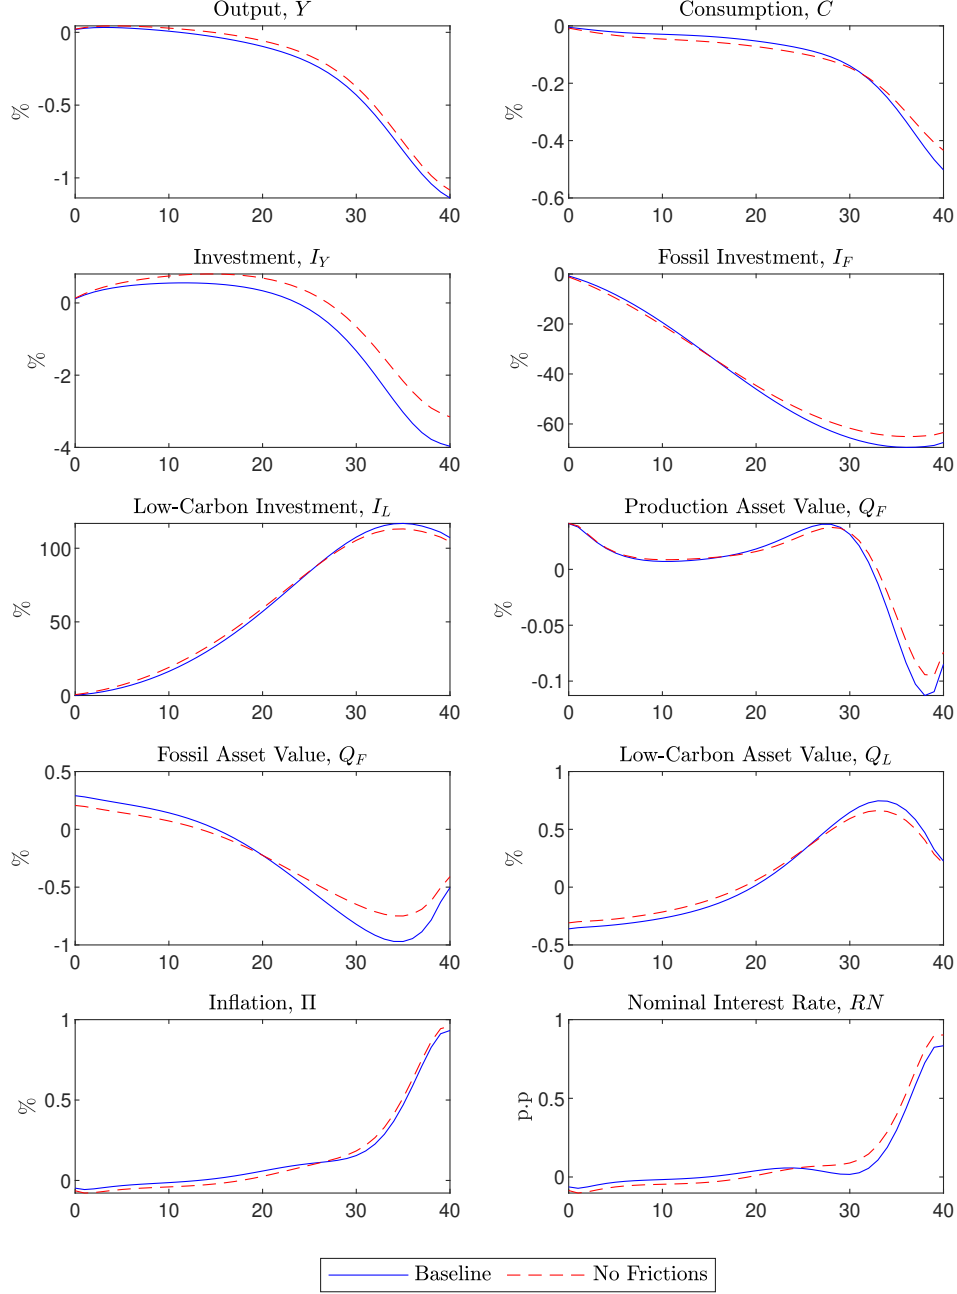 Output, Y
Consumption, C
0
-0.5
-1
%
0 10 20 30 40
0
-0.2
-0.4
-0.6
%
0 10 20 30 40
Investment, I_Y
Fossil Investment, I_F
0
-2
-4
%
0 10 20 30 40
0
-20
-40
-60
%
0 10 20 30 40
Low-Carbon Investment, I_L
Production Asset Value, Q_F
100
50
0
%
0 10 20 30 40
0
-0.05
-0.1
%
0 10 20 30 40
Fossil Asset Value, Q_F
Low-Carbon Asset Value, Q_L
0.5
0
-0.5
-1
%
0 10 20 30 40
1
0.5
0
-0.5
%
0 10 20 30 40
Inflation, Π
Nominal Interest Rate, RN
1
0.5
0
%
0 10 20 30 40
1
0.5
0
p.p
0 10 20 30 40
Baseline No Frictions